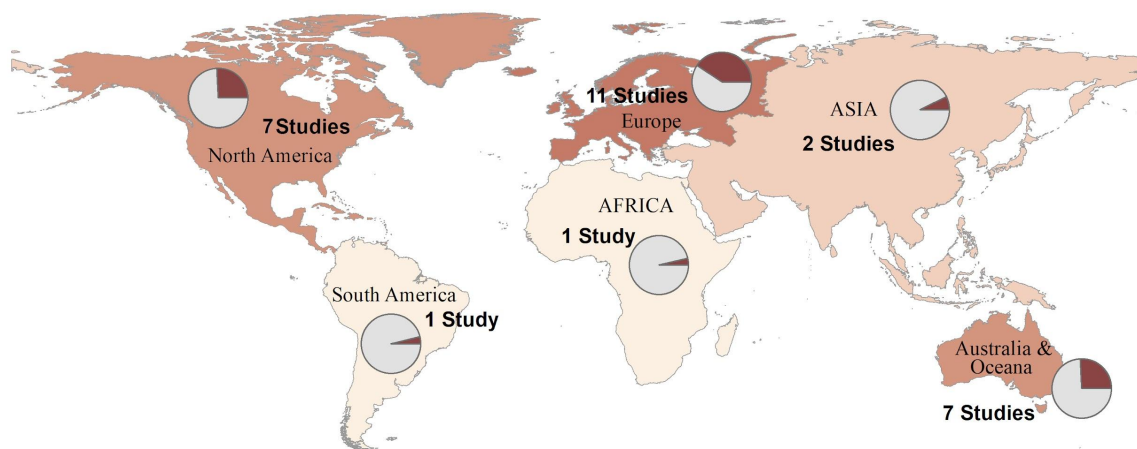 7 Studies
North America
11 Studies
Europe
ASIA
2 Studies
AFRICA
1 Study
South America
1 Study
Australia &
Oceana
7 Studies